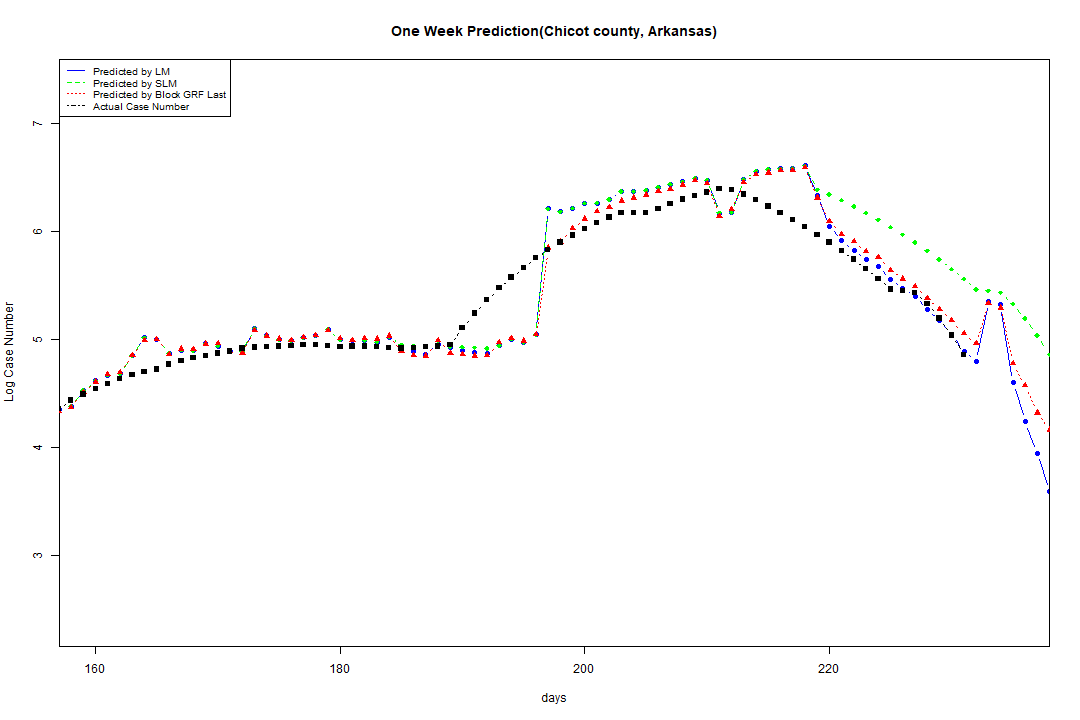 One Week Prediction(Chicot county, Arkansas)
Predicted by LM
Predicted by SLM
Predicted by Block GRF Last
Actual Case Number
7
6
5
4
3
Log Case Number
160 180 200 220
days